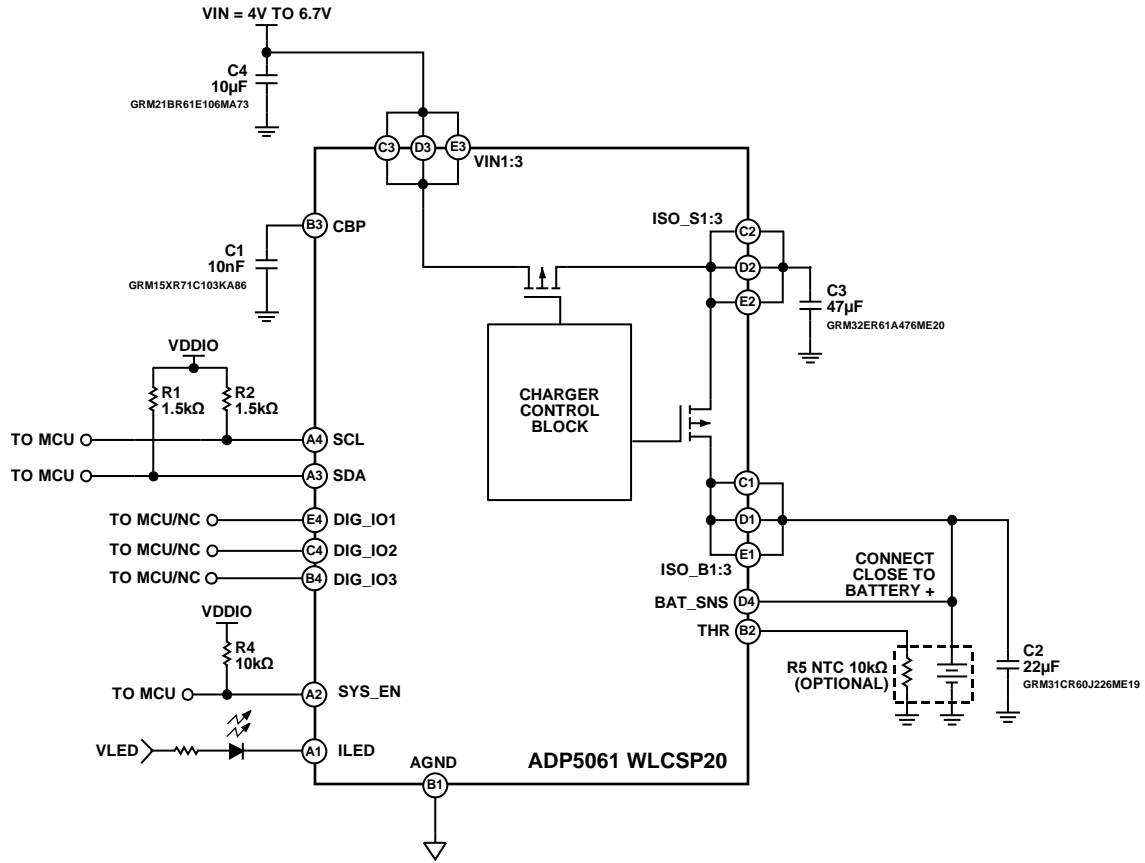 VIN = 4V TO 6.7V
C4
10µF
GRM21BR61E106MA73
C3
D3
E3
VIN1:3
B3
CBP
C1
10nF
GRM15XR71C103KA86
ISO_S1:3
C2
D2
E2
C3
47µF
GRM32ER61A476ME20
VDDIO
R1
1.5kΩ
R2
1.5kΩ
CHARGER
CONTROL
BLOCK
TO MCU
A4
SCL
TO MCU
A3
SDA
TO MCU/NC
E4
DIG_IO1
TO MCU/NC
C4
DIG_IO2
TO MCU/NC
B4
DIG_IO3
C1
D1
E1
ISO_B1:3
CONNECT
CLOSE TO
BATTERY +
BAT_SNS
D4
THR
B2
VDDIO
R4
10kΩ
R5 NTC 10kΩ
(OPTIONAL)
C2
22µF
GRM31CR60J226ME19
TO MCU
A2
SYS_EN
VLED
A1
ILED
AGND
B1
ADP5061 WLCSP20